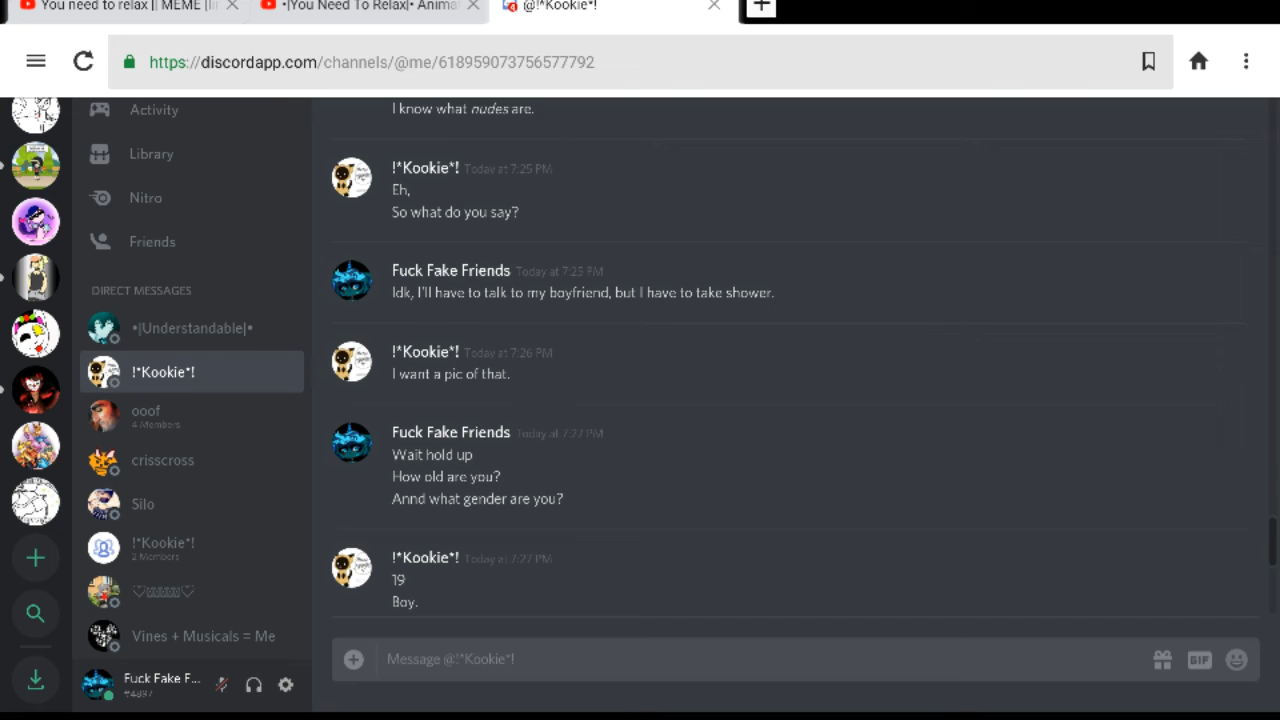 You need to relax || MEME ||
•|You Need To Relax|• Anima
@!*Kookie*!
https://discordapp.com/channels/@me/618959073756577792
Activity
Library
Nitro
Friends
DIRECT MESSAGES
•|Understandable|•
!*Kookie*!
ooof
4 Members
crisscross
Silo
!*Kookie*!
2 Members
Vines + Musicals = Me
Fuck Fake F...
#4897
I know what nudes are.
!*Kookie*! Today at 7:25 PM
Eh,
So what do you say?
Fuck Fake Friends Today at 7:25 PM
Idk, I'll have to talk to my boyfriend, but I have to take shower.
!*Kookie*! Today at 7:26 PM
I want a pic of that.
Fuck Fake Friends Today at 7:27 PM
Wait hold up
How old are you?
Annd what gender are you?
!*Kookie*! Today at 7:27 PM
19
Boy.
Message @!*Kookie*!
GIF